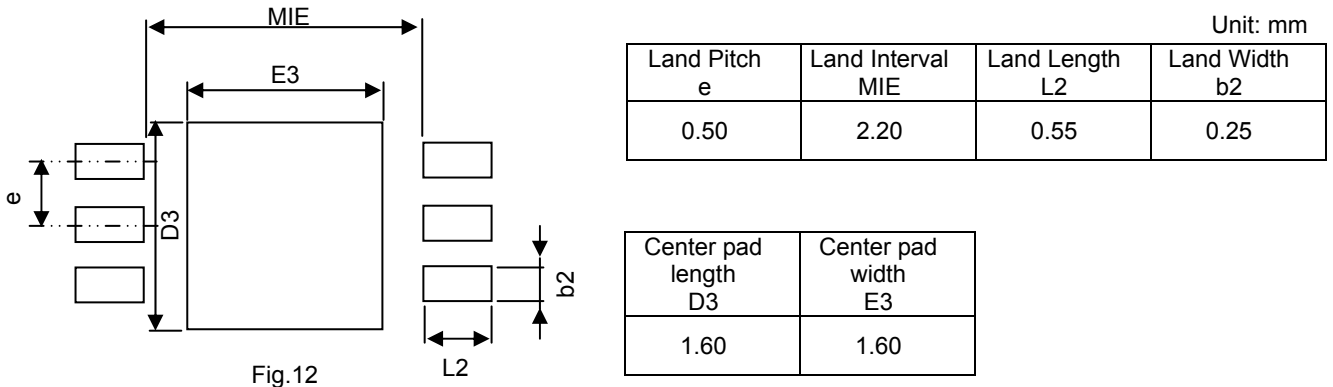 MIE
E3
e
D3
b2
L2
Fig.12
Unit: mm
Land Pitch Land Interval Land Length Land Width
e MIE L2 b2
0.50 2.20 0.55 0.25
Center pad Center pad
length width
D3 E3
1.60 1.60